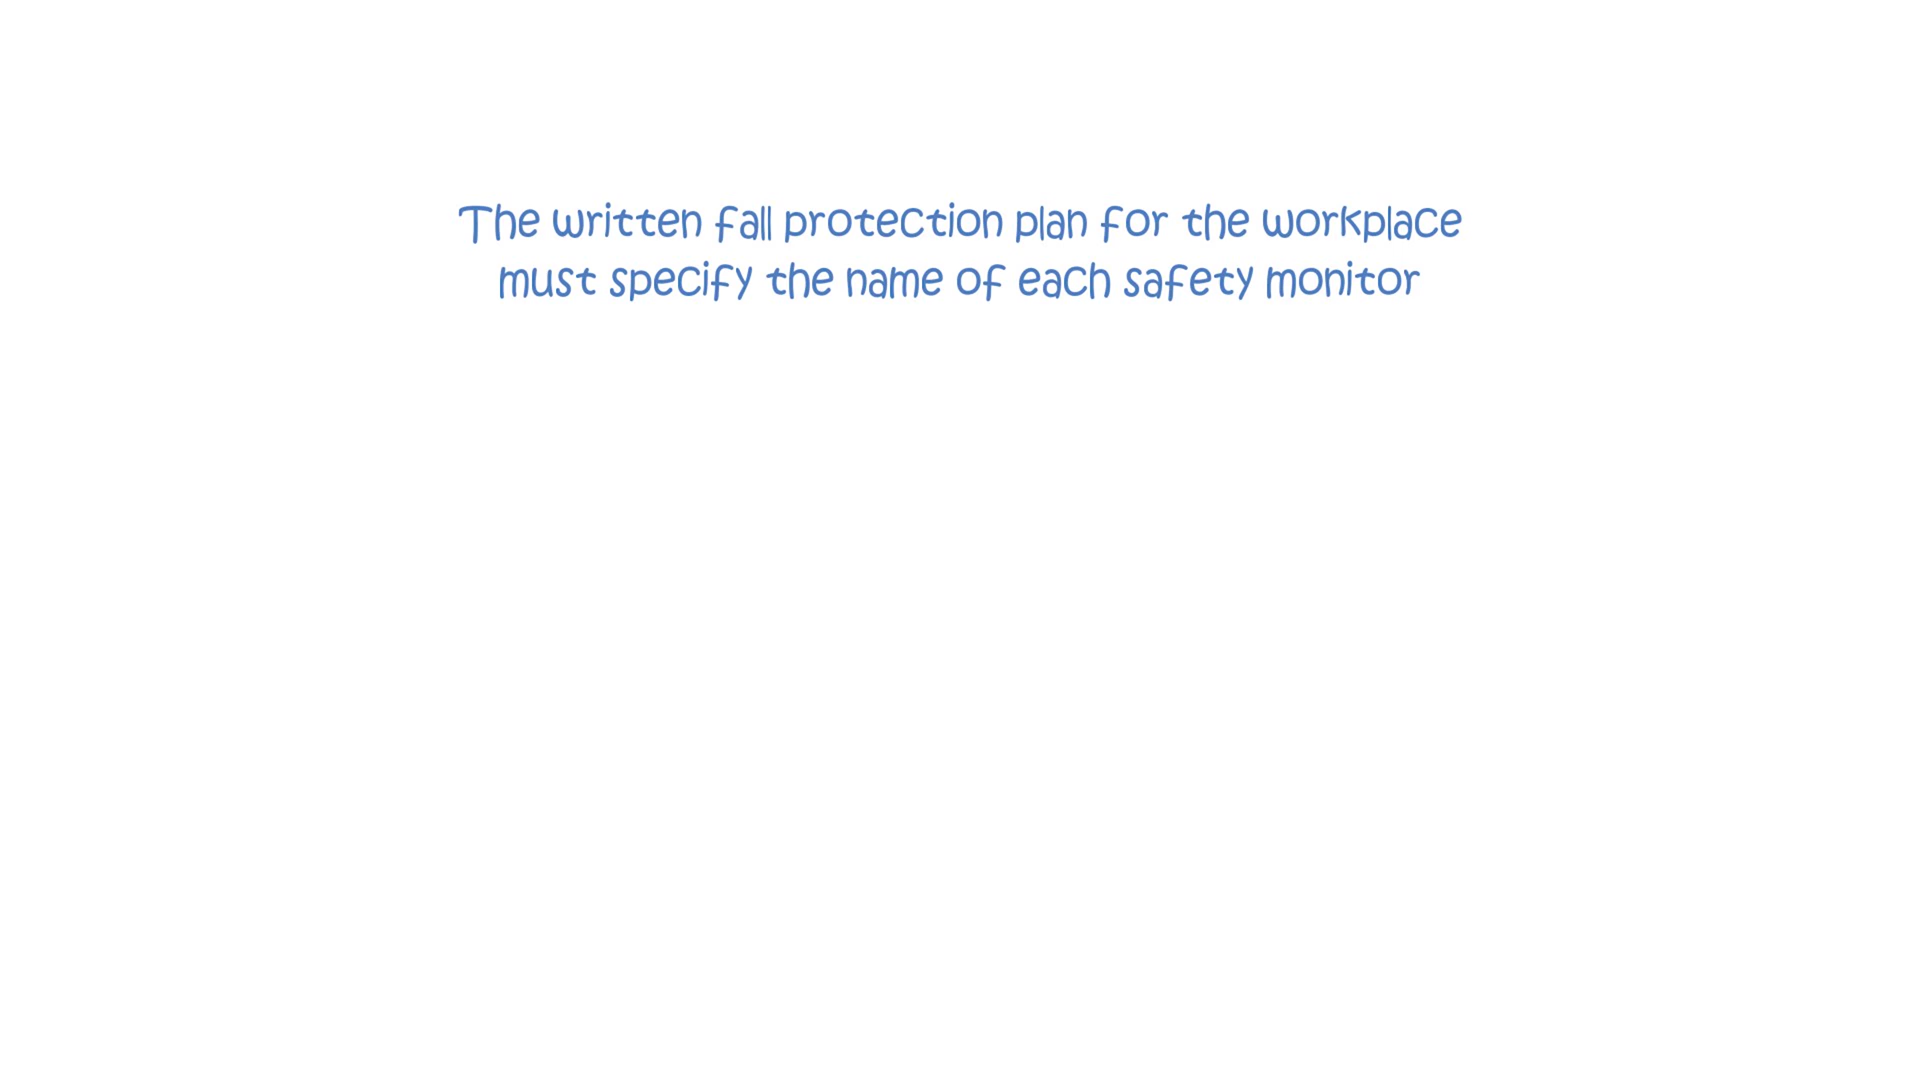 The written fall protection plan for the workplace
must specify the name of each safety monitor